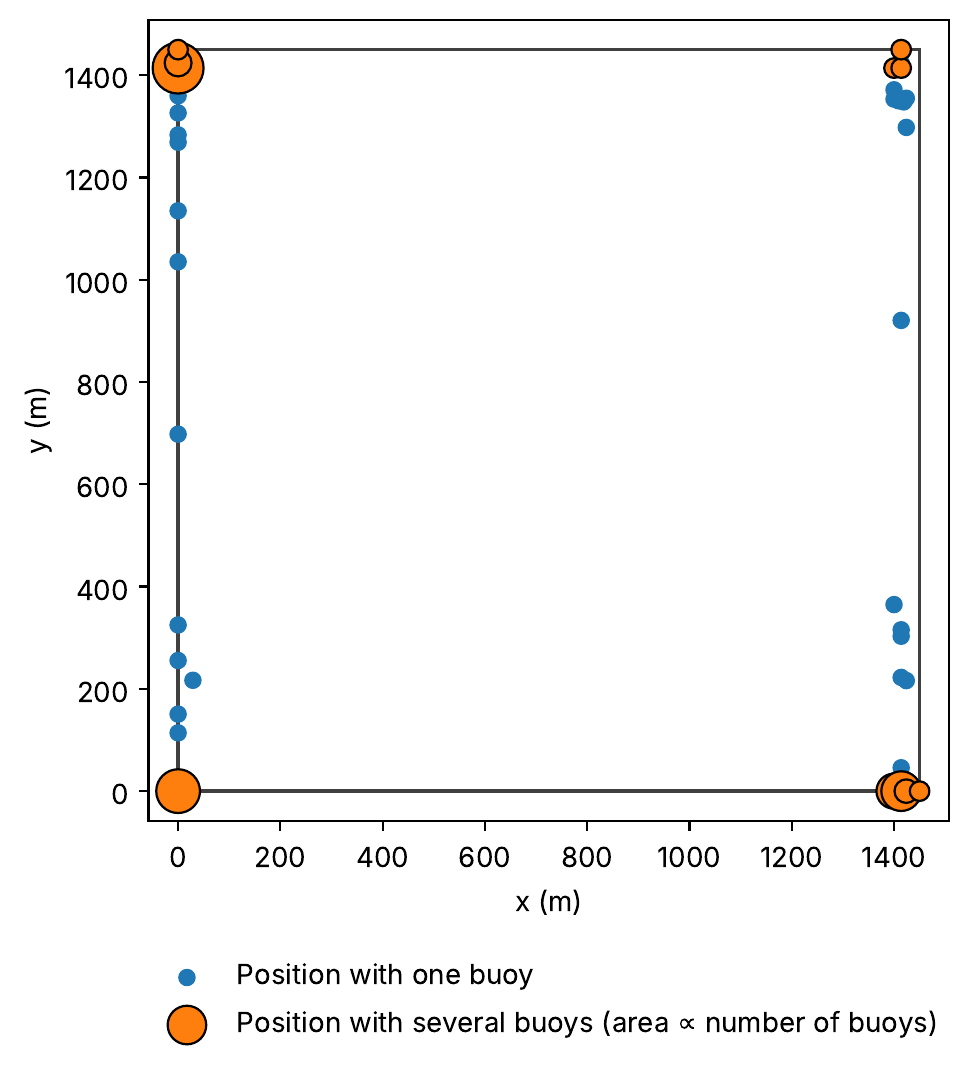 1400
1200
1000
800
600
400
200
0
y (m)
0 200 400 600 800 1000 1200 1400
x (m)
Position with one buoy
Position with several buoys (area ∝ number of buoys)